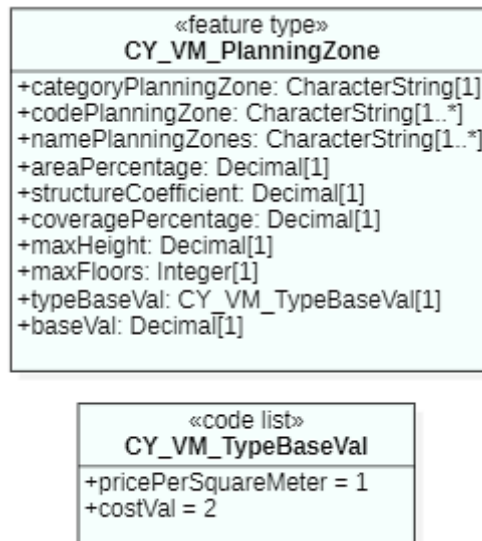 «feature type»
CY_VM_PlanningZone
+categoryPlanningZone: CharacterString[1]
+codePlanningZone: CharacterString[1..*]
+namePlanningZones: CharacterString[1..*]
+areaPercentage: Decimal[1]
+structureCoefficient: Decimal[1]
+coveragePercentage: Decimal[1]
+maxHeight: Decimal[1]
+maxFloors: Integer[1]
+typeBaseVal: CY_VM_TypeBaseVal[1]
+baseVal: Decimal[1]
«code list»
CY_VM_TypeBaseVal
+pricePerSquareMeter = 1
+costVal = 2